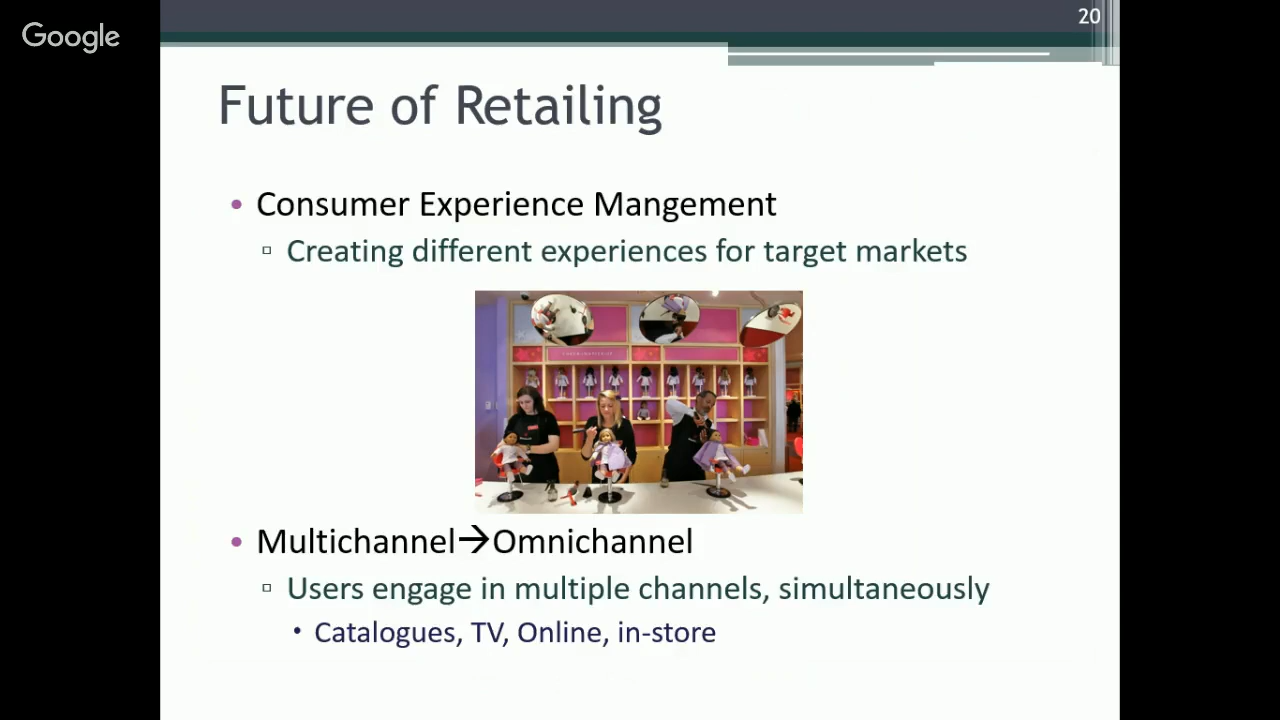 Google
20
Future of Retailing
• Consumer Experience Mangement
▫ Creating different experiences for target markets
• Multichannel→Omnichannel
▫ Users engage in multiple channels, simultaneously
• Catalogues, TV, Online, in-store